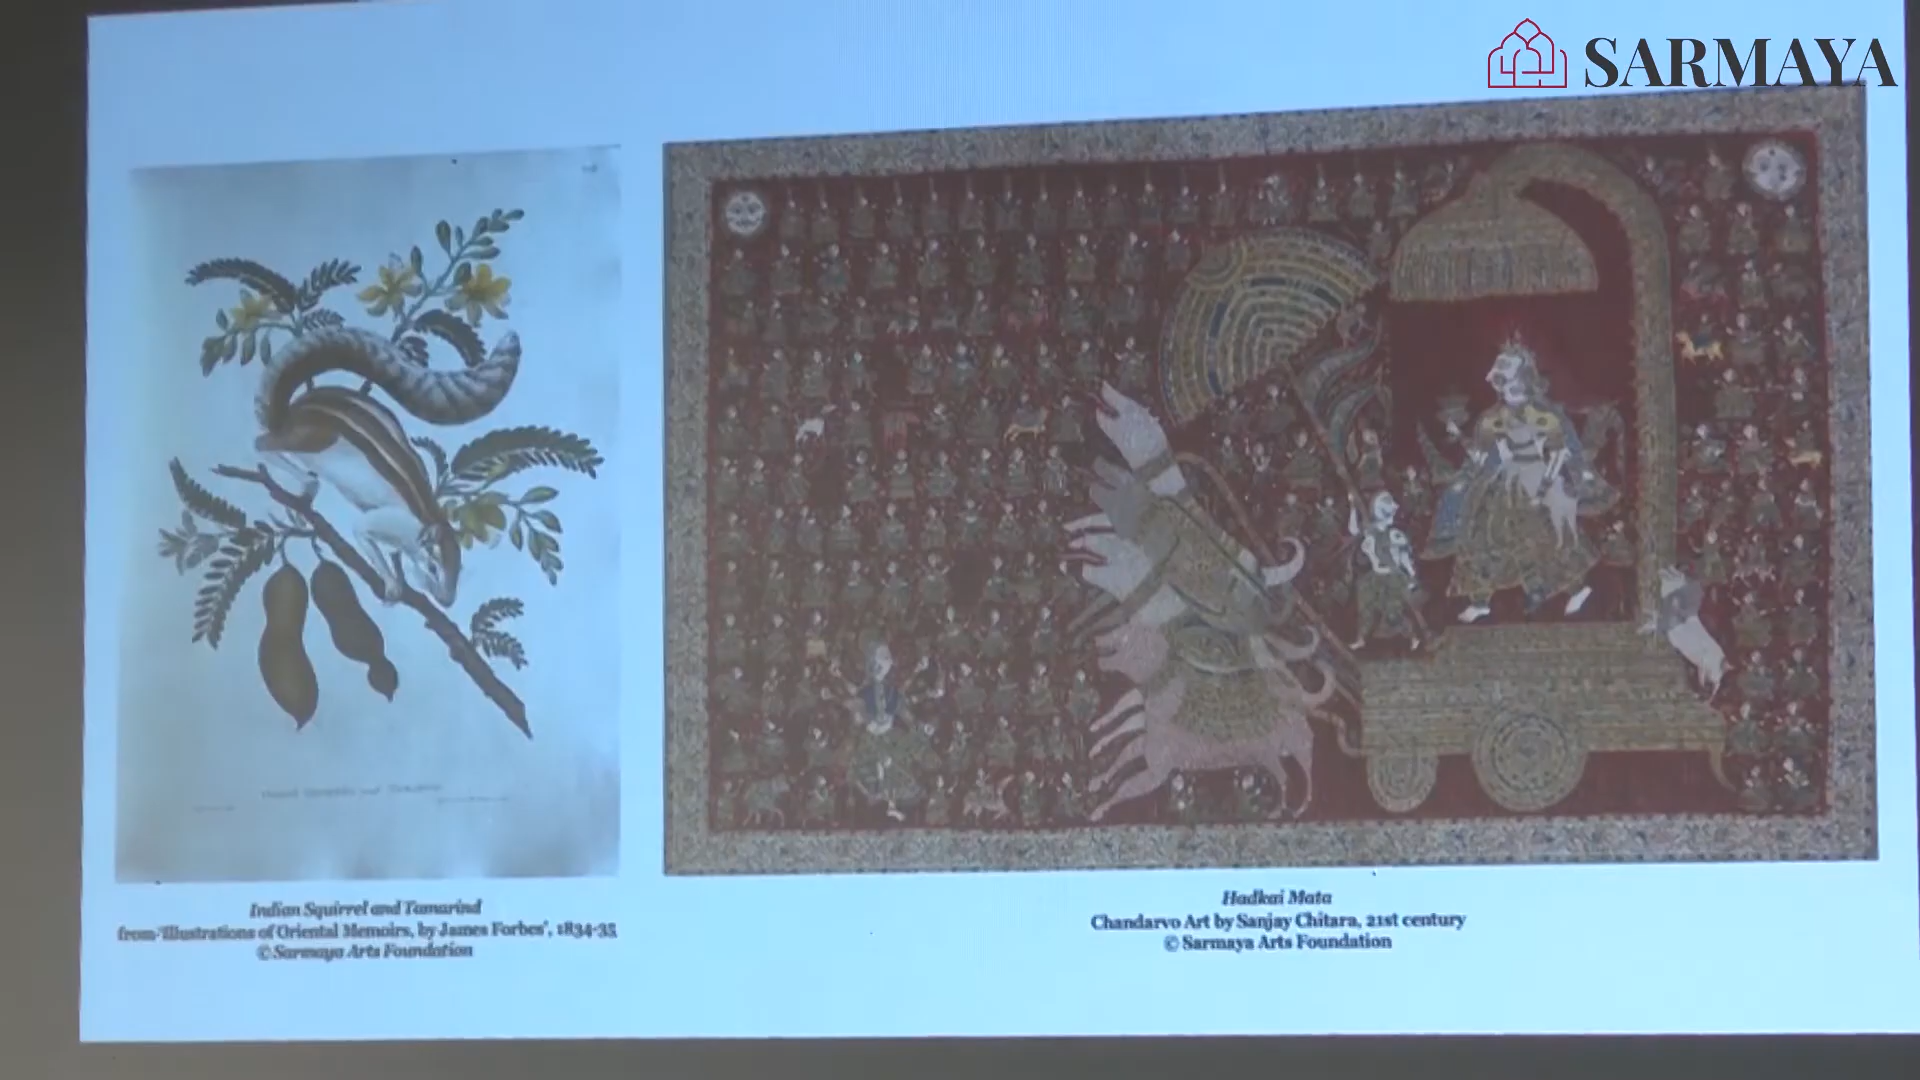 SARMAYA
Indian Squirrel and Tamarind
from 'Illustrations of Oriental Memoirs, by James Forbes', 1834-35
© Sarmaya Arts Foundation
Hadkai Mata
Chandarvo Art by Sanjay Chitara, 21st century
© Sarmaya Arts Foundation